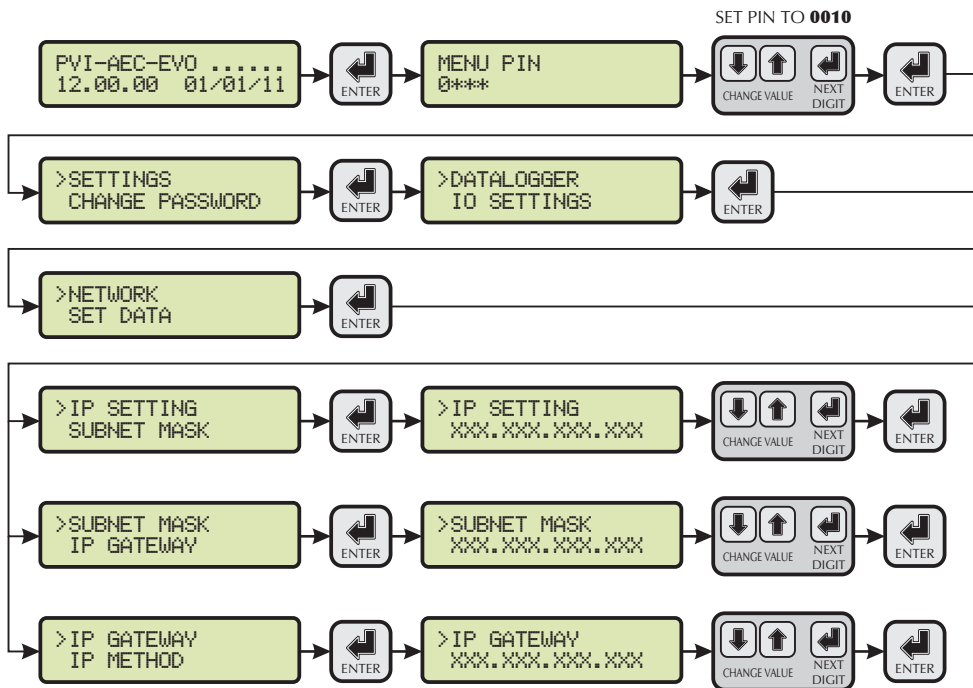 SET PIN TO 0010
PVI-AEC-EVO ......
12.00.00 01/01/11
ENTER
MENU PIN
0***
CHANGE VALUE
NEXT
DIGIT
ENTER
>SETTINGS
CHANGE PASSWORD
ENTER
>DATALOGGER
IO SETTINGS
ENTER
>NETWORK
SET DATA
ENTER
>IP SETTING
SUBNET MASK
ENTER
>IP SETTING
XXX.XXX.XXX.XXX
CHANGE VALUE
NEXT
DIGIT
ENTER
>SUBNET MASK
IP GATEWAY
ENTER
>SUBNET MASK
XXX.XXX.XXX.XXX
CHANGE VALUE
NEXT
DIGIT
ENTER
>IP GATEWAY
IP METHOD
ENTER
>IP GATEWAY
XXX.XXX.XXX.XXX
CHANGE VALUE
NEXT
DIGIT
ENTER